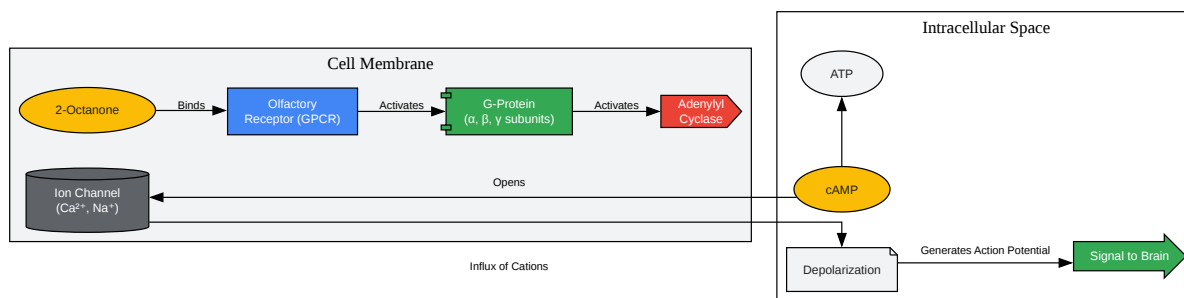 Intracellular Space
Cell Membrane
ATP
2-Octanone
Binds
Olfactory
Receptor (GPCR)
Activates
G-Protein
(α, β, γ subunits)
Activates
Adenylyl
Cyclase
Opens
cAMP
Ion Channel
(Ca²⁺, Na⁺)
Influx of Cations
Depolarization
Generates Action Potential
Signal to Brain